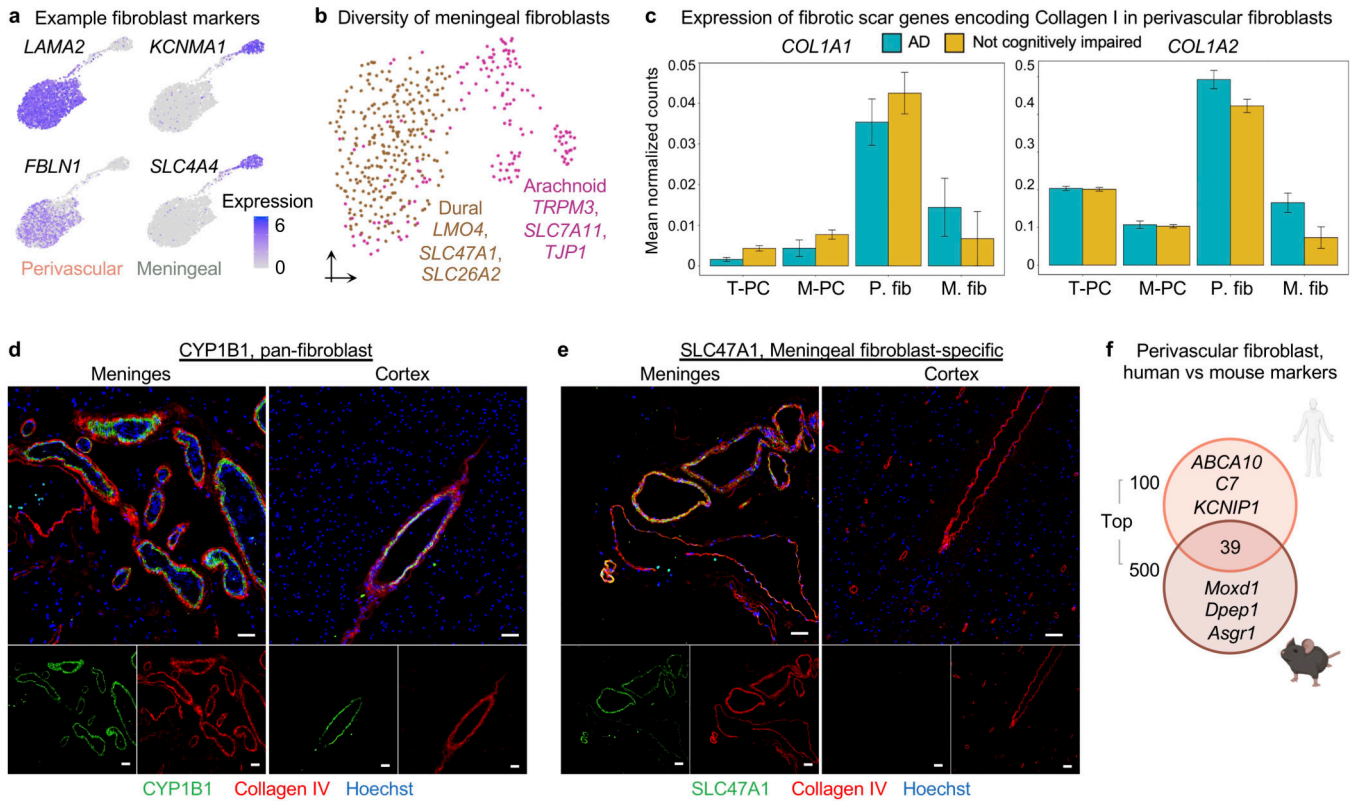 a Example fibroblast markers
LAMA2
KCNMA1
FBLN1
SLC4A4
Expression
6
0
Perivascular
Meningeal
b Diversity of meningeal fibroblasts
Dural
LMO4,
SLC47A1,
SLC26A2
Arachnoid
TRPM3,
SLC7A11,
TJP1
c Expression of fibrotic scar genes encoding Collagen I in perivascular fibroblasts
COL1A1
AD
Not cognitively impaired
COL1A2
Mean normalized counts
0.05
0.04
0.03
0.02
0.01
0
T-PC M-PC P. fib M. fib
0.5
0.4
0.3
0.2
0.1
0
T-PC M-PC P. fib M. fib
d CYP1B1, pan-fibroblast
Meninges Cortex
CYP1B1 Collagen IV Hoechst
e SLC47A1, Meningeal fibroblast-specific
Meninges Cortex
SLC47A1 Collagen IV Hoechst
f Perivascular fibroblast,
human vs mouse markers
100
Top
500
ABCA10
C7
KCNIP1
39
Moxd1
Dpep1
Asgr1